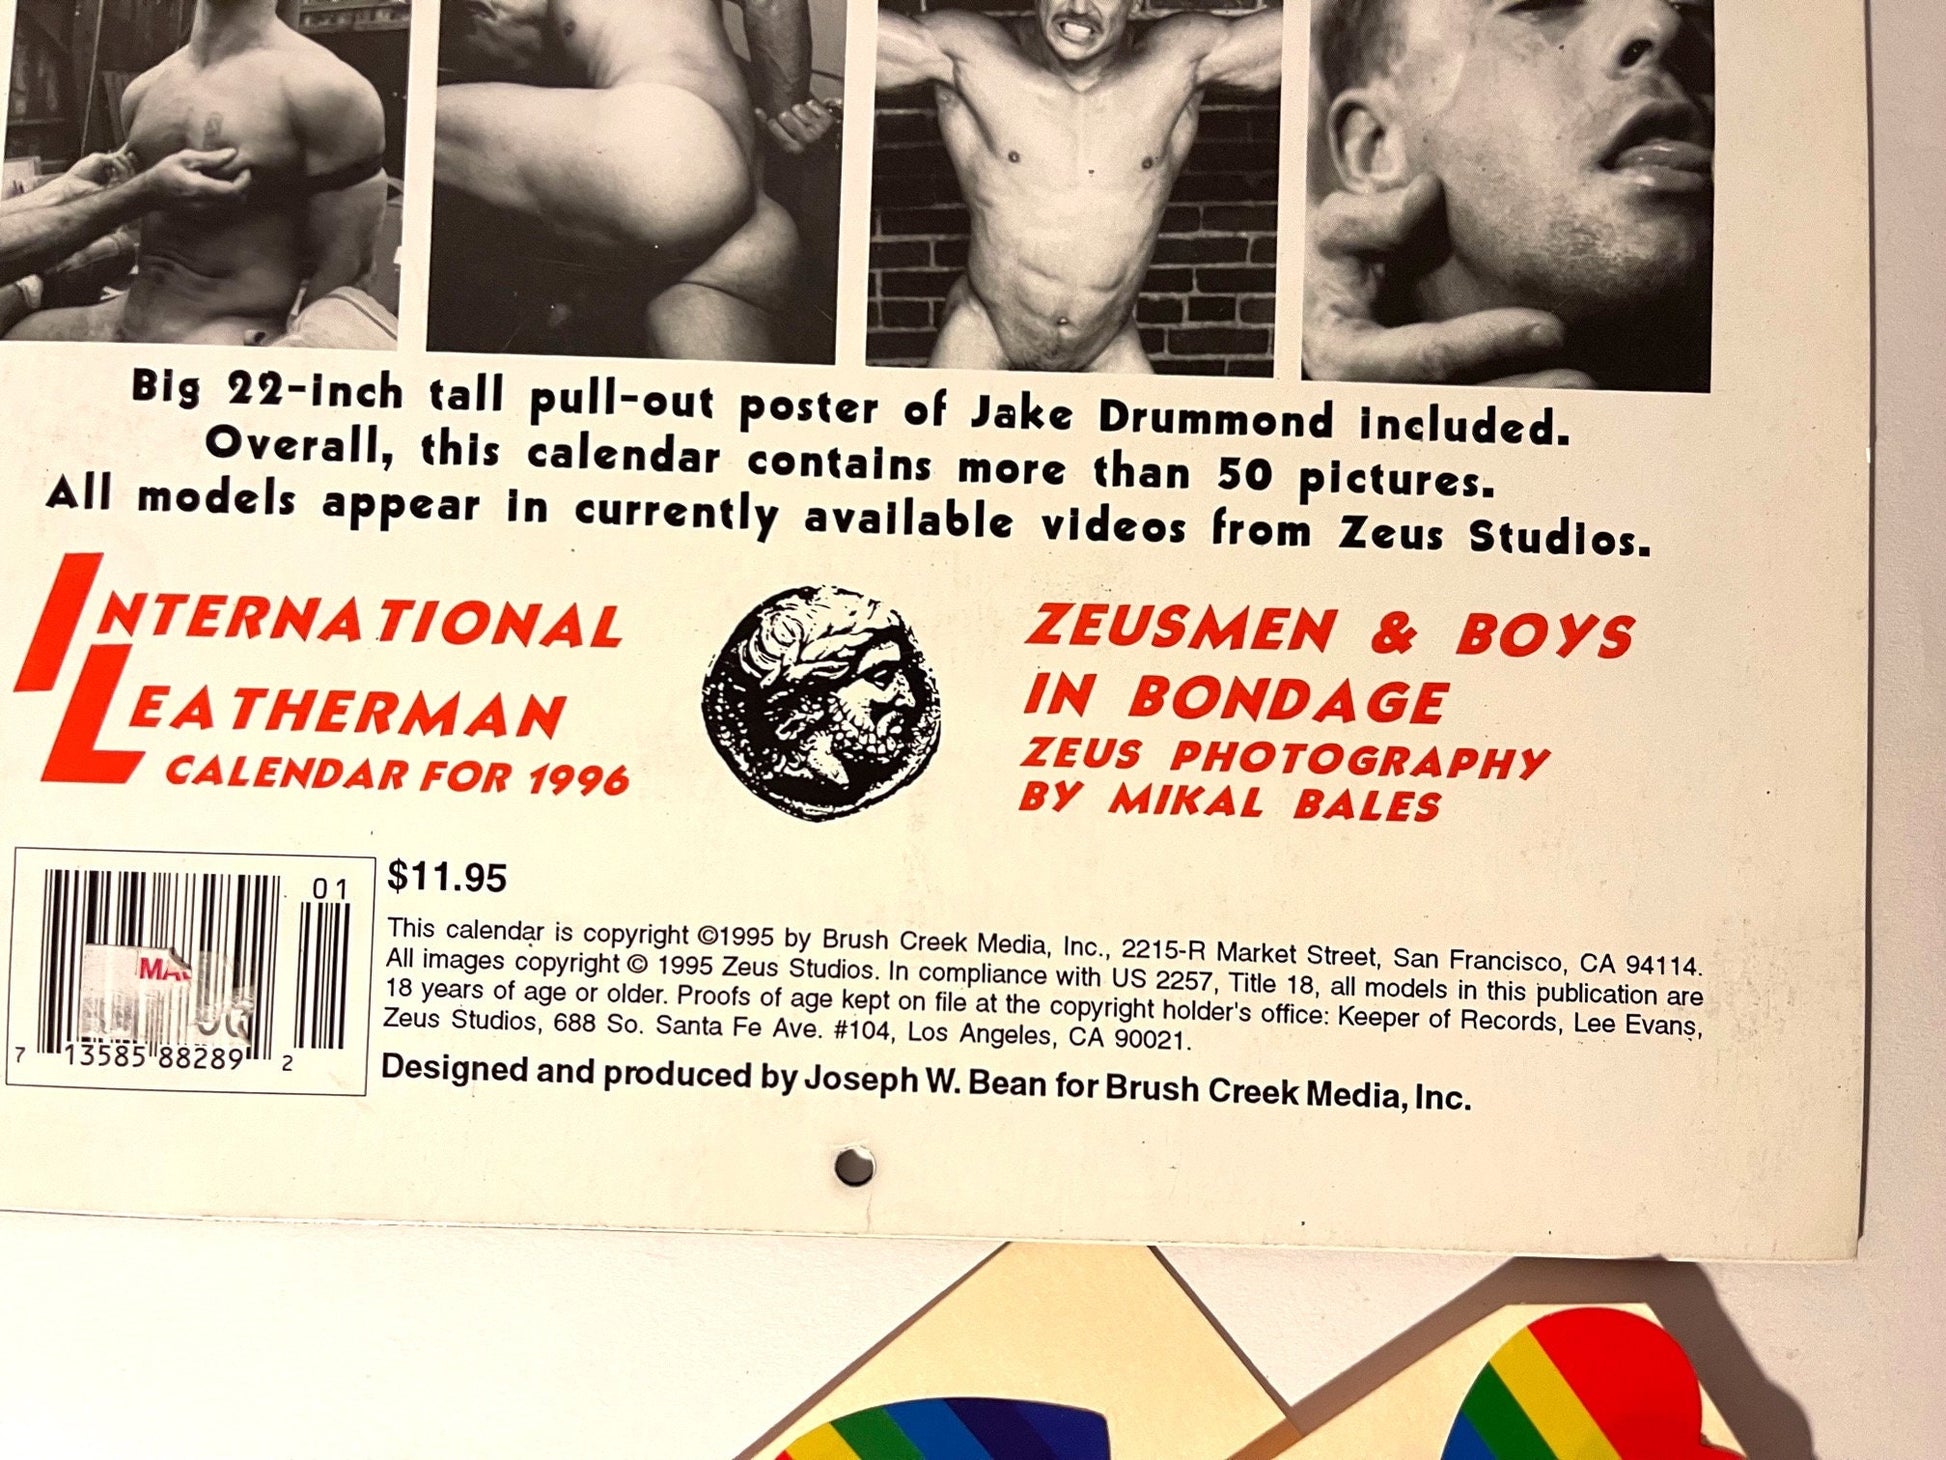 Big 22-inch tall pull-out poster of Jake Drummond included.
Overall, this calendar contains more than 50 pictures.
All models appear in currently available videos from Zeus Studios.
INTERNATIONAL
LEATHERMAN
CALENDAR FOR 1996
ZEUSMEN & BOYS
IN BONDAGE
ZEUS PHOTOGRAPHY
BY MIKAL BALES
01
7 13585 88289 2
$11.95
This calendar is copyright ©1995 by Brush Creek Media, Inc., 2215-R Market Street, San Francisco, CA 94114.
All images copyright © 1995 Zeus Studios. In compliance with US 2257, Title 18, all models in this publication are
18 years of age or older. Proofs of age kept on file at the copyright holder's office: Keeper of Records, Lee Evans,
Zeus Studios, 688 So. Santa Fe Ave. #104, Los Angeles, CA 90021.
Designed and produced by Joseph W. Bean for Brush Creek Media, Inc.